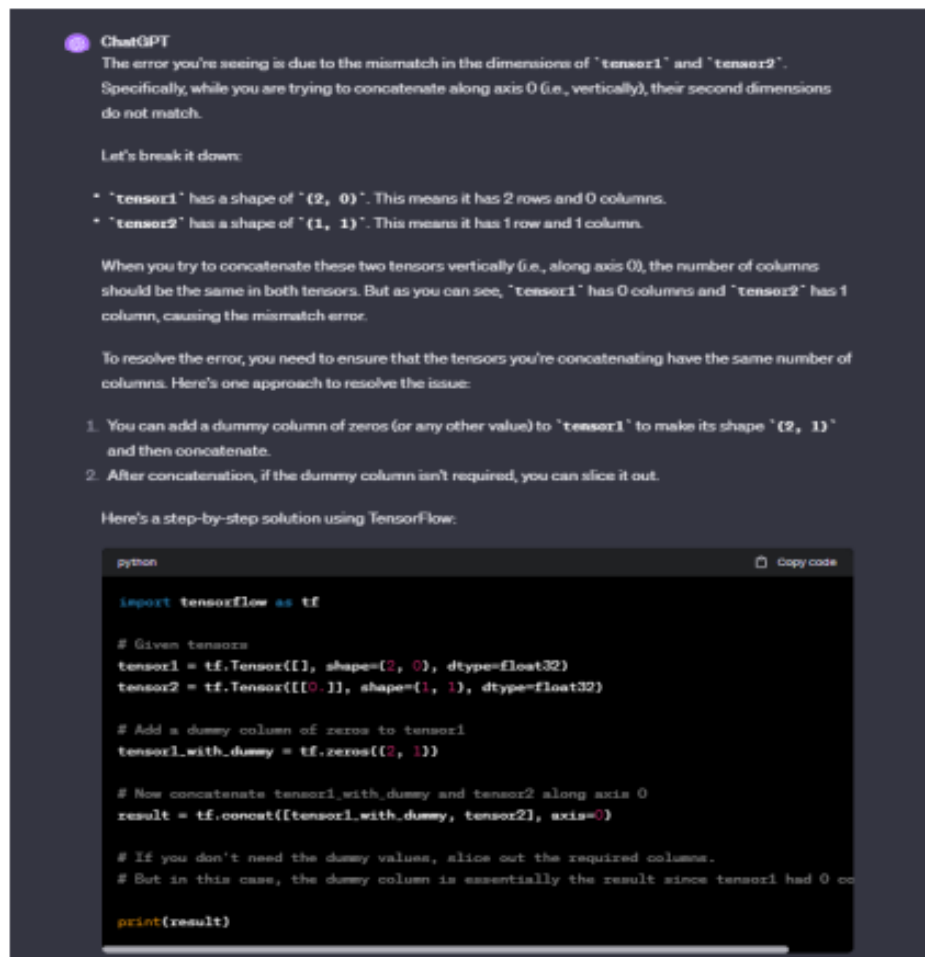 ChatGPT
The error you're seeing is due to the mismatch in the dimensions of `tensor1` and `tensor2`.
Specifically, while you are trying to concatenate along axis 0 (i.e., vertically), their second dimensions
do not match.
Let's break it down:
• `tensor1` has a shape of `(2, 0)`. This means it has 2 rows and 0 columns.
• `tensor2` has a shape of `(1, 1)`. This means it has 1 row and 1 column.
When you try to concatenate these two tensors vertically (i.e., along axis 0), the number of columns
should be the same in both tensors. But as you can see, `tensor1` has 0 columns and `tensor2` has 1
column, causing the mismatch error.
To resolve the error, you need to ensure that the tensors you're concatenating have the same number of
columns. Here's one approach to resolve the issue:
1. You can add a dummy column of zeros (or any other value) to `tensor1` to make its shape `(2, 1)`
and then concatenate.
2. After concatenation, if the dummy column isn't required, you can slice it out.
Here's a step-by-step solution using TensorFlow:
python Copy code
import tensorflow as tf
# Given tensors
tensor1 = tf.Tensor([], shape=(2, 0), dtype=float32)
tensor2 = tf.Tensor([[0.]], shape=(1, 1), dtype=float32)
# Add a dummy column of zeros to tensor1
tensor1_with_dummy = tf.zeros((2, 1))
# Now concatenate tensor1_with_dummy and tensor2 along axis 0
result = tf.concat([tensor1_with_dummy, tensor2], axis=0)
# If you don't need the dummy values, slice out the required columns.
# But in this case, the dummy column is essentially the result since tensor1 had 0 co
print(result)